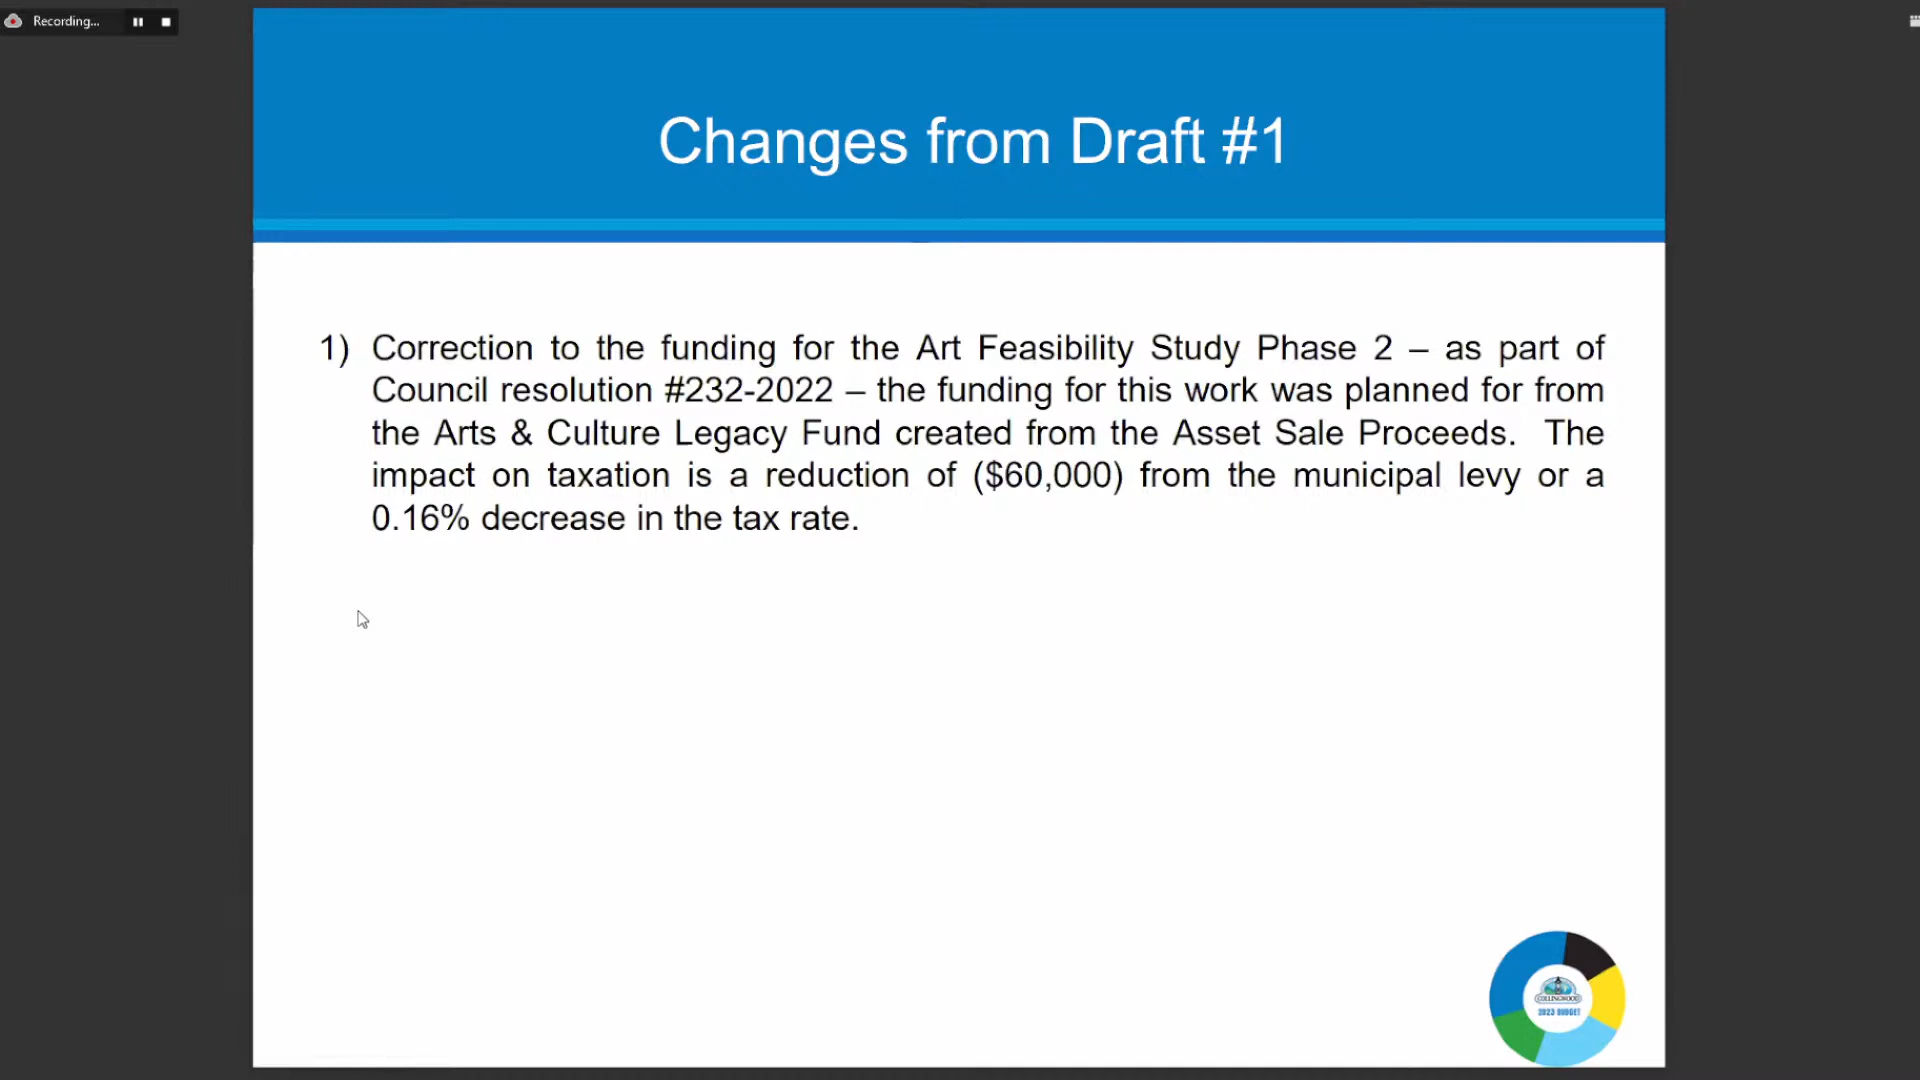 Recording...
Changes from Draft #1
1) Correction to the funding for the Art Feasibility Study Phase 2 – as part of
Council resolution #232-2022 – the funding for this work was planned for from
the Arts & Culture Legacy Fund created from the Asset Sale Proceeds. The
impact on taxation is a reduction of ($60,000) from the municipal levy or a
0.16% decrease in the tax rate.
COLLINGWOOD
2023 BUDGET